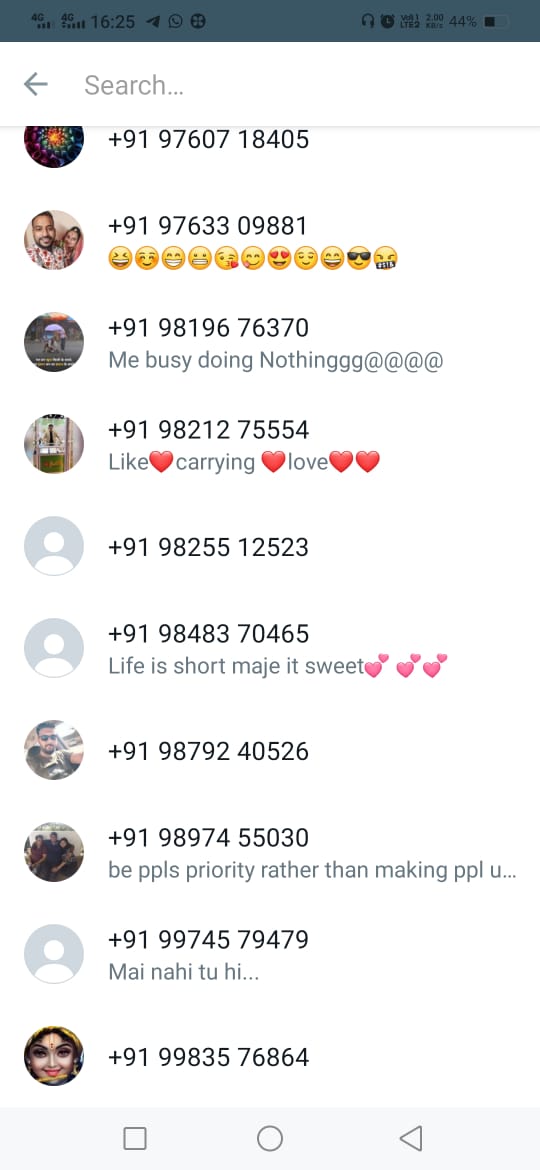 4G 4G 16:25 Vo) 1 LTE2 2.00 KB/s 44%
Search...
+91 97607 18405
+91 97633 09881
😆☺️😁😬😘😋😍😌😄😎🤬
+91 98196 76370
Me busy doing Nothinggg@@@@
+91 98212 75554
Like❤️carrying ❤️love❤️❤️
+91 98255 12523
+91 98483 70465
Life is short maje it sweet💕 💕💕
+91 98792 40526
+91 98974 55030
be ppls priority rather than making ppl u...
+91 99745 79479
Mai nahi tu hi...
+91 99835 76864